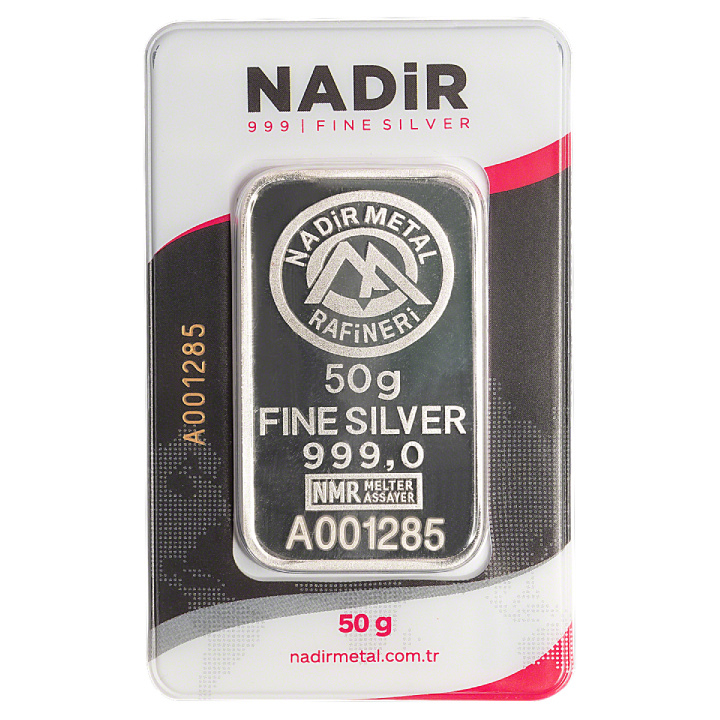 NADiR
999 | FINE SILVER
NADiR METAL
RAFiNERi
50g
FINE SILVER
999,0
NMR MELTER
ASSAYER
A001285
A001285
50 g
nadirmetal.com.tr